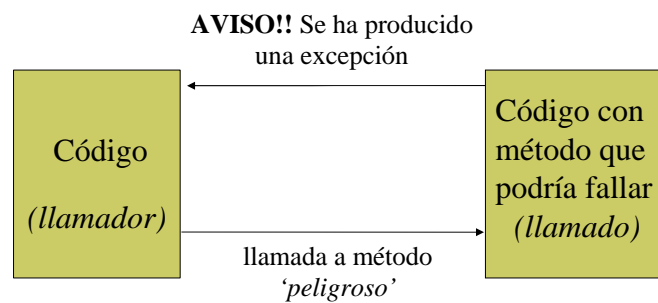 AVISO!! Se ha producido
una excepción
Código
(llamador)
Código con
método que
podría fallar
(llamado)
llamada a método
‘peligroso’